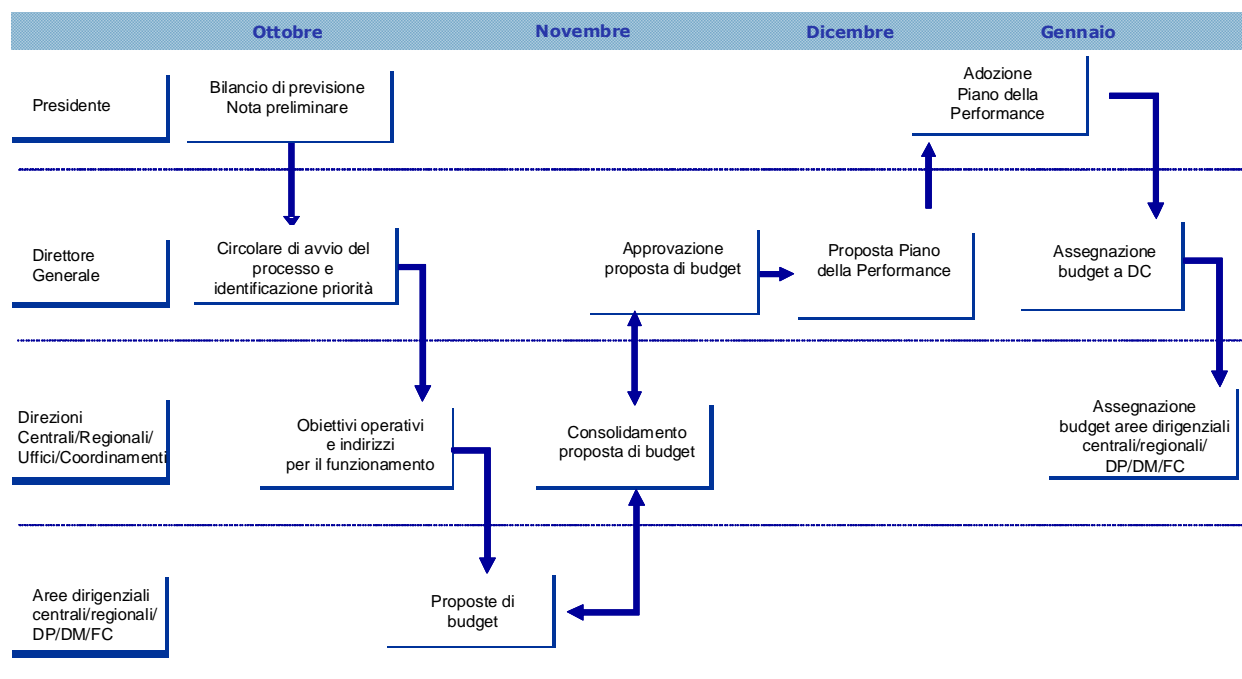 Ottobre
Novembre
Dicembre
Gennaio
Presidente
Bilancio di previsione
Nota preliminare
Adozione
Piano della
Performance
Direttore
Generale
Circolare di avvio del
processo e
identificazione priorità
Approvazione
proposta di budget
Proposta Piano
della Performance
Assegnazione
budget a DC
Direzioni
Centrali/Regionali/
Uffici/Coordinamenti
Obiettivi operativi
e indirizzi
per il funzionamento
Consolidamento
proposta di budget
Assegnazione
budget aree dirigenziali
centrali/regionali/
DP/DM/FC
Aree dirigenziali
centrali/regionali/
DP/DM/FC
Proposte di
budget